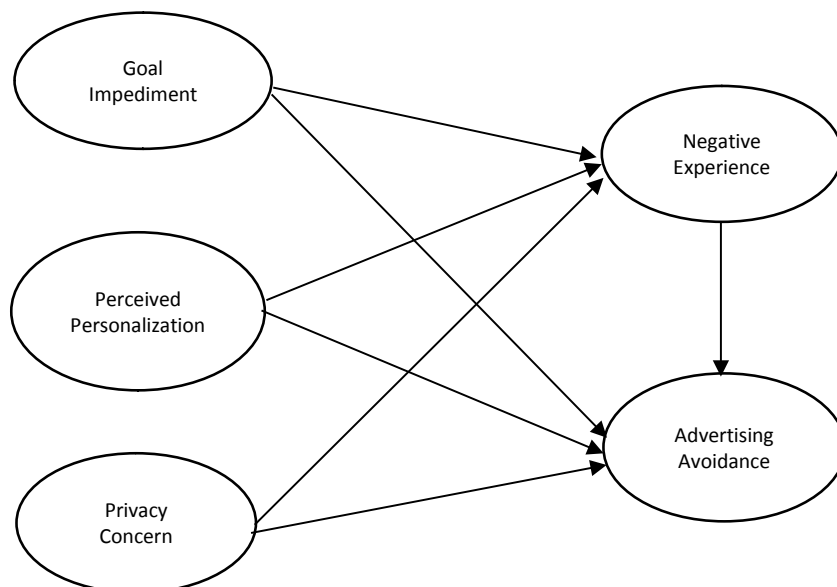 Goal
Impediment
Negative
Experience
Perceived
Personalization
Advertising
Avoidance
Privacy
Concern